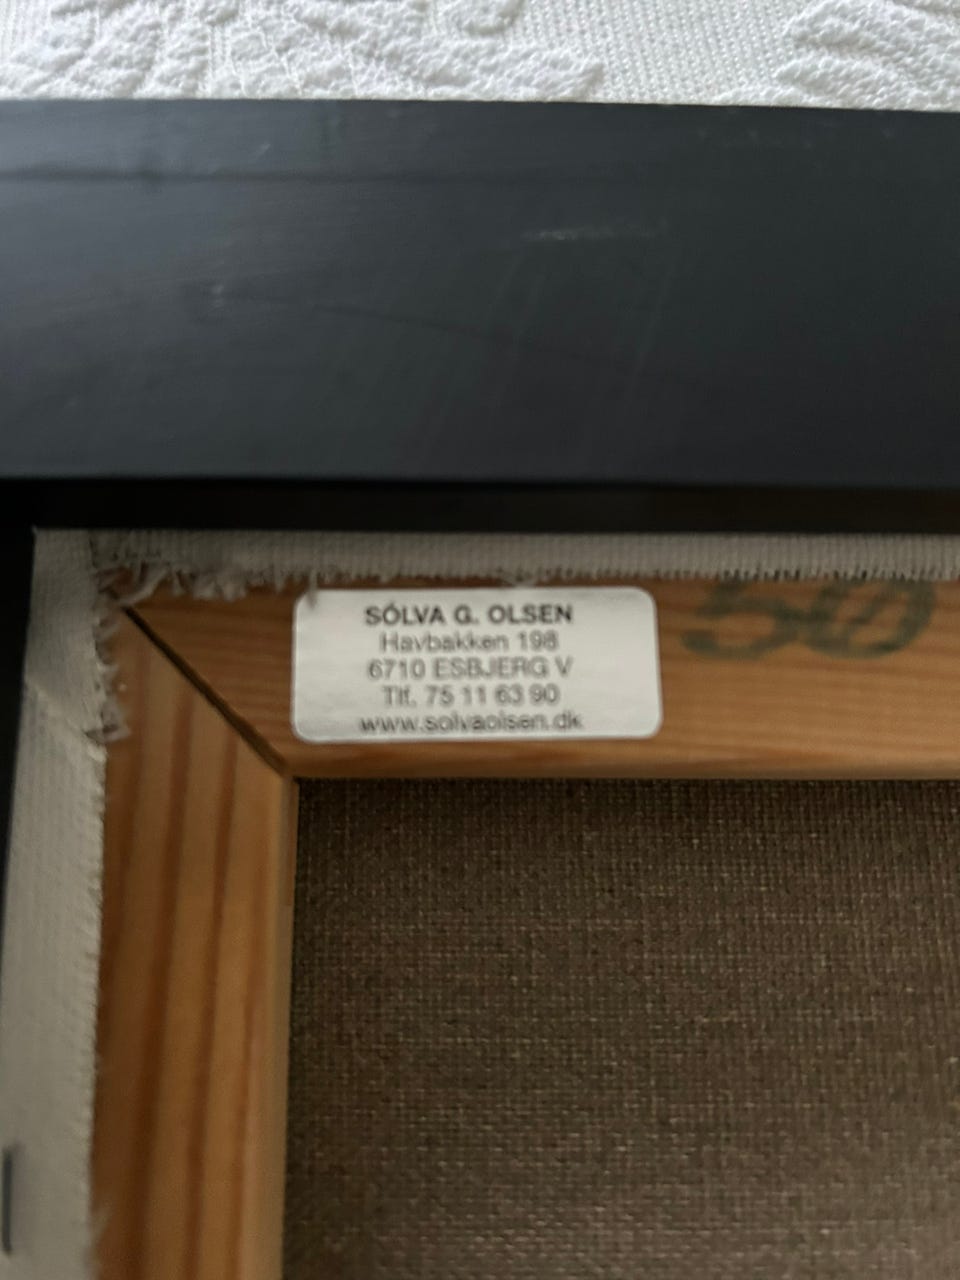 SÓLVA G. OLSEN
Havbakken 198
6710 ESBJERG V
Tlf. 75 11 63 90
www.solvaolsen.dk
50